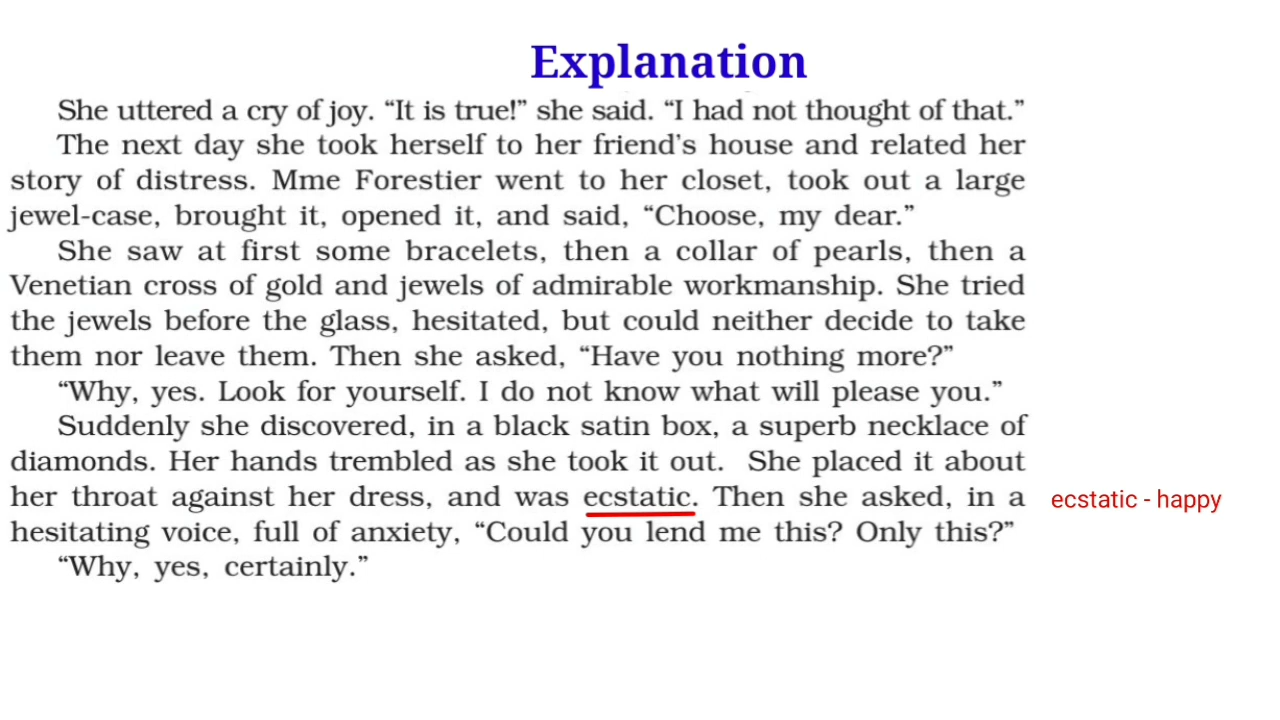 Explanation
She uttered a cry of joy. “It is true!” she said. “I had not thought of that.”
The next day she took herself to her friend’s house and related her
story of distress. Mme Forestier went to her closet, took out a large
jewel-case, brought it, opened it, and said, “Choose, my dear.”
She saw at first some bracelets, then a collar of pearls, then a
Venetian cross of gold and jewels of admirable workmanship. She tried
the jewels before the glass, hesitated, but could neither decide to take
them nor leave them. Then she asked, “Have you nothing more?”
“Why, yes. Look for yourself. I do not know what will please you.”
Suddenly she discovered, in a black satin box, a superb necklace of
diamonds. Her hands trembled as she took it out. She placed it about
her throat against her dress, and was ecstatic. Then she asked, in a
ecstatic - happy
hesitating voice, full of anxiety, “Could you lend me this? Only this?”
“Why, yes, certainly.”